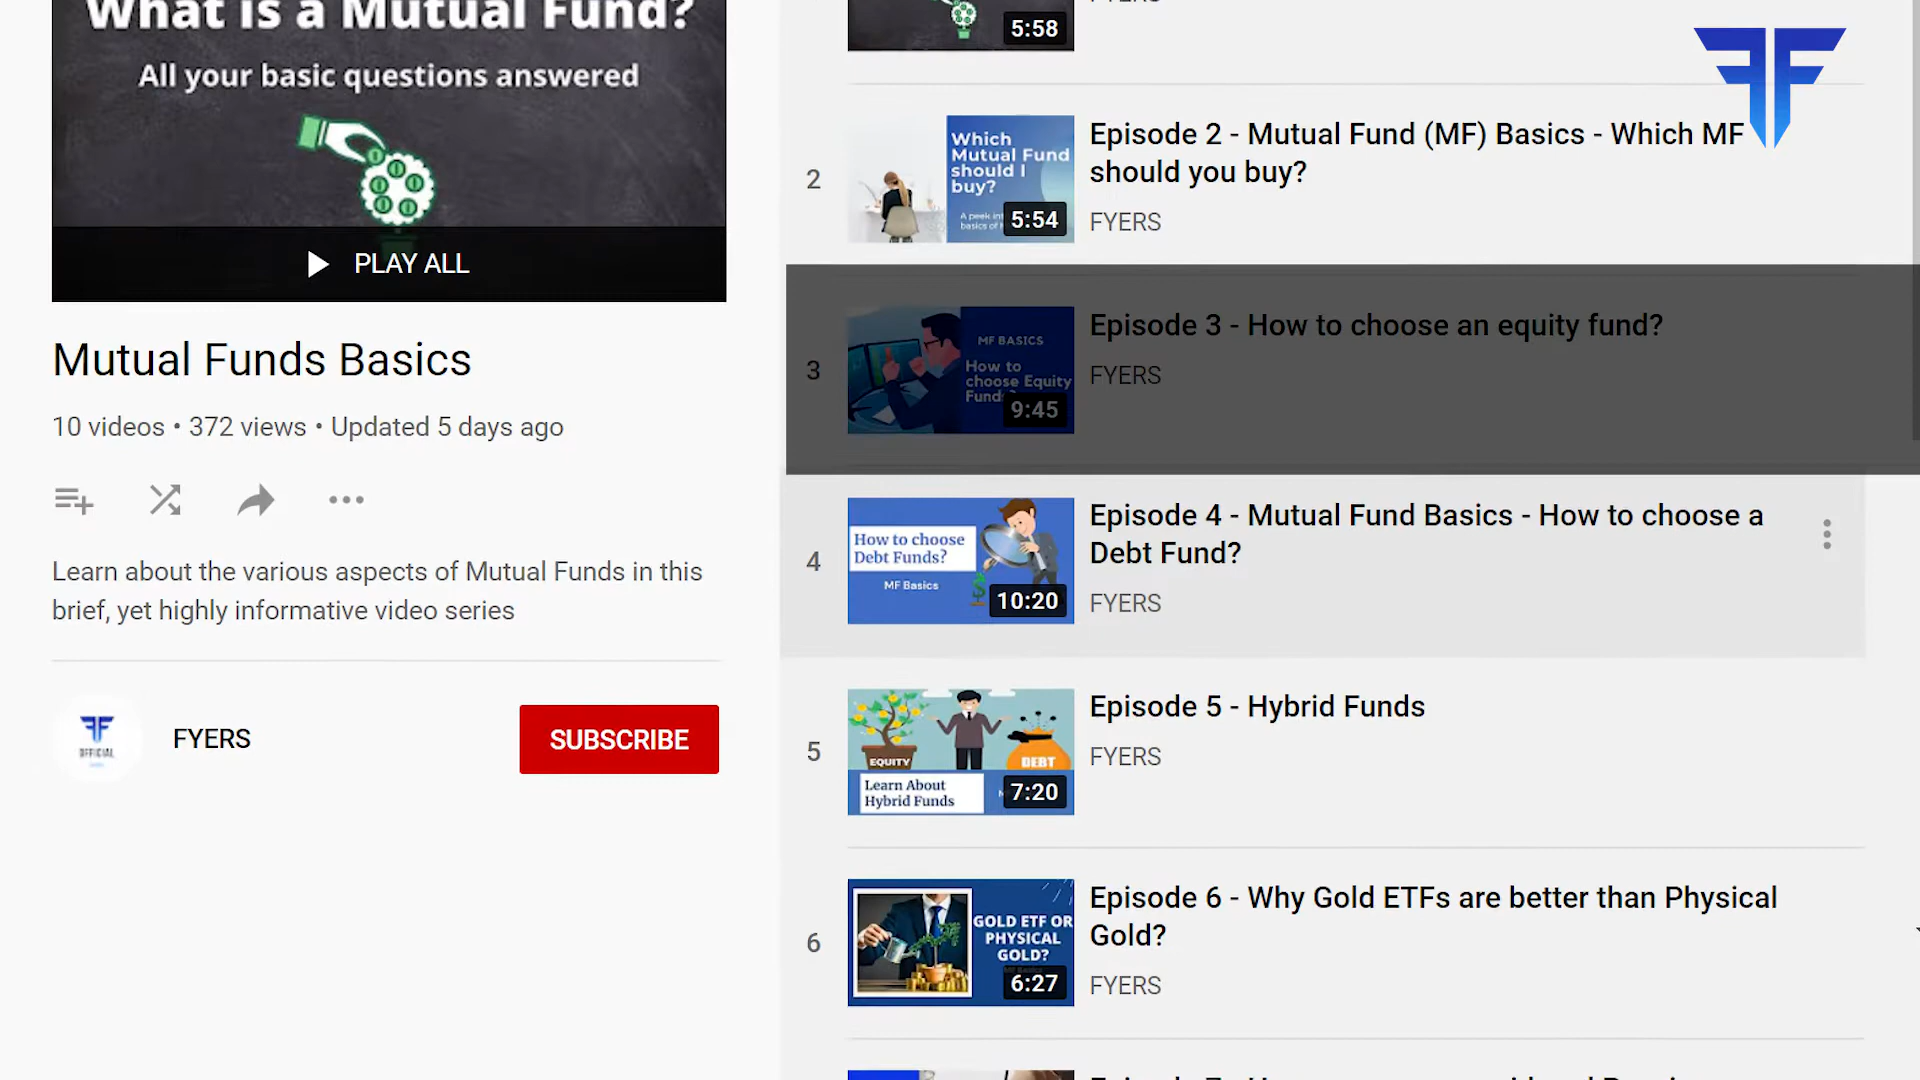 What is a Mutual Fund?
All your basic questions answered
PLAY ALL
Mutual Funds Basics
10 videos • 372 views • Updated 5 days ago
Learn about the various aspects of Mutual Funds in this
brief, yet highly informative video series
FYERS
OFFICIAL
SUBSCRIBE
5:58
FYERS
2
Which
Mutual Fund
should I
buy?
A peek
basics of
5:54
Episode 2 - Mutual Fund (MF) Basics - Which MF
should you buy?
FYERS
3
MF BASICS
How to
choose Equity
9:45
Episode 3 - How to choose an equity fund?
FYERS
4
How to choose
Debt Funds?
MF Basics
10:20
Episode 4 - Mutual Fund Basics - How to choose a
Debt Fund?
FYERS
5
EQUITY
DEBT
Learn About
Hybrid Funds
7:20
Episode 5 - Hybrid Funds
FYERS
6
GOLD ETF OR
PHYSICAL
GOLD?
6:27
Episode 6 - Why Gold ETFs are better than Physical
Gold?
FYERS